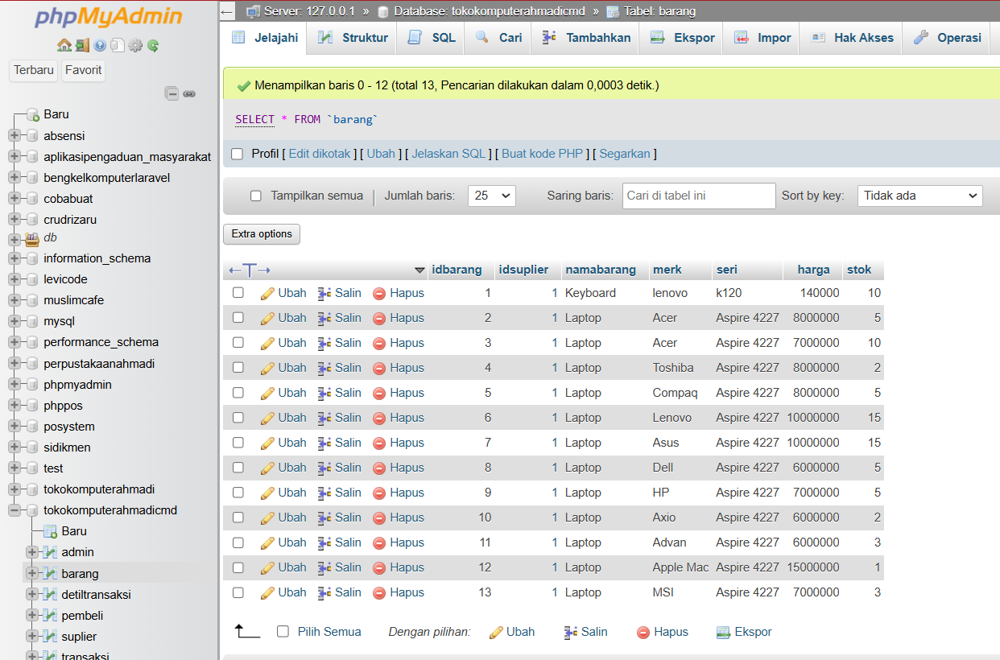 phpMyAdmin
Terbaru Favorit
Baru
absensi
aplikasipengaduan_masyarakat
bengkelkomputerlaravel
cobabuat
crudrizaru
db
information_schema
levicode
muslimcafe
mysql
performance_schema
perpustakaanahmadi
phpmyadmin
phppos
posystem
sidikmen
test
tokokomputerahmadi
tokokomputerahmadicmd
Baru
admin
barang
detiltransaksi
pembeli
suplier
transaksi
Server: 127.0.0.1 » Database: tokokomputerahmadicmd » Tabel: barang
Jelajahi Struktur SQL Cari Tambahkan Ekspor Impor Hak Akses Operasi
Menampilkan baris 0 - 12 (total 13, Pencarian dilakukan dalam 0,0003 detik.)
SELECT * FROM `barang`
Profil [ Edit dikotak ] [ Ubah ] [ Jelaskan SQL ] [ Buat kode PHP ] [ Segarkan ]
Tampilkan semua | Jumlah baris: 25 Saring baris: Cari di tabel ini Sort by key: Tidak ada
Extra options
←T→ idbarang idsuplier namabarang merk seri harga stok
Ubah Salin Hapus 1 1 Keyboard lenovo k120 140000 10
Ubah Salin Hapus 2 1 Laptop Acer Aspire 4227 8000000 5
Ubah Salin Hapus 3 1 Laptop Acer Aspire 4227 7000000 10
Ubah Salin Hapus 4 1 Laptop Toshiba Aspire 4227 8000000 2
Ubah Salin Hapus 5 1 Laptop Compaq Aspire 4227 8000000 5
Ubah Salin Hapus 6 1 Laptop Lenovo Aspire 4227 10000000 15
Ubah Salin Hapus 7 1 Laptop Asus Aspire 4227 10000000 15
Ubah Salin Hapus 8 1 Laptop Dell Aspire 4227 6000000 5
Ubah Salin Hapus 9 1 Laptop HP Aspire 4227 7000000 5
Ubah Salin Hapus 10 1 Laptop Axio Aspire 4227 6000000 2
Ubah Salin Hapus 11 1 Laptop Advan Aspire 4227 6000000 3
Ubah Salin Hapus 12 1 Laptop Apple Mac Aspire 4227 15000000 1
Ubah Salin Hapus 13 1 Laptop MSI Aspire 4227 7000000 3
Pilih Semua Dengan pilihan: Ubah Salin Hapus Ekspor